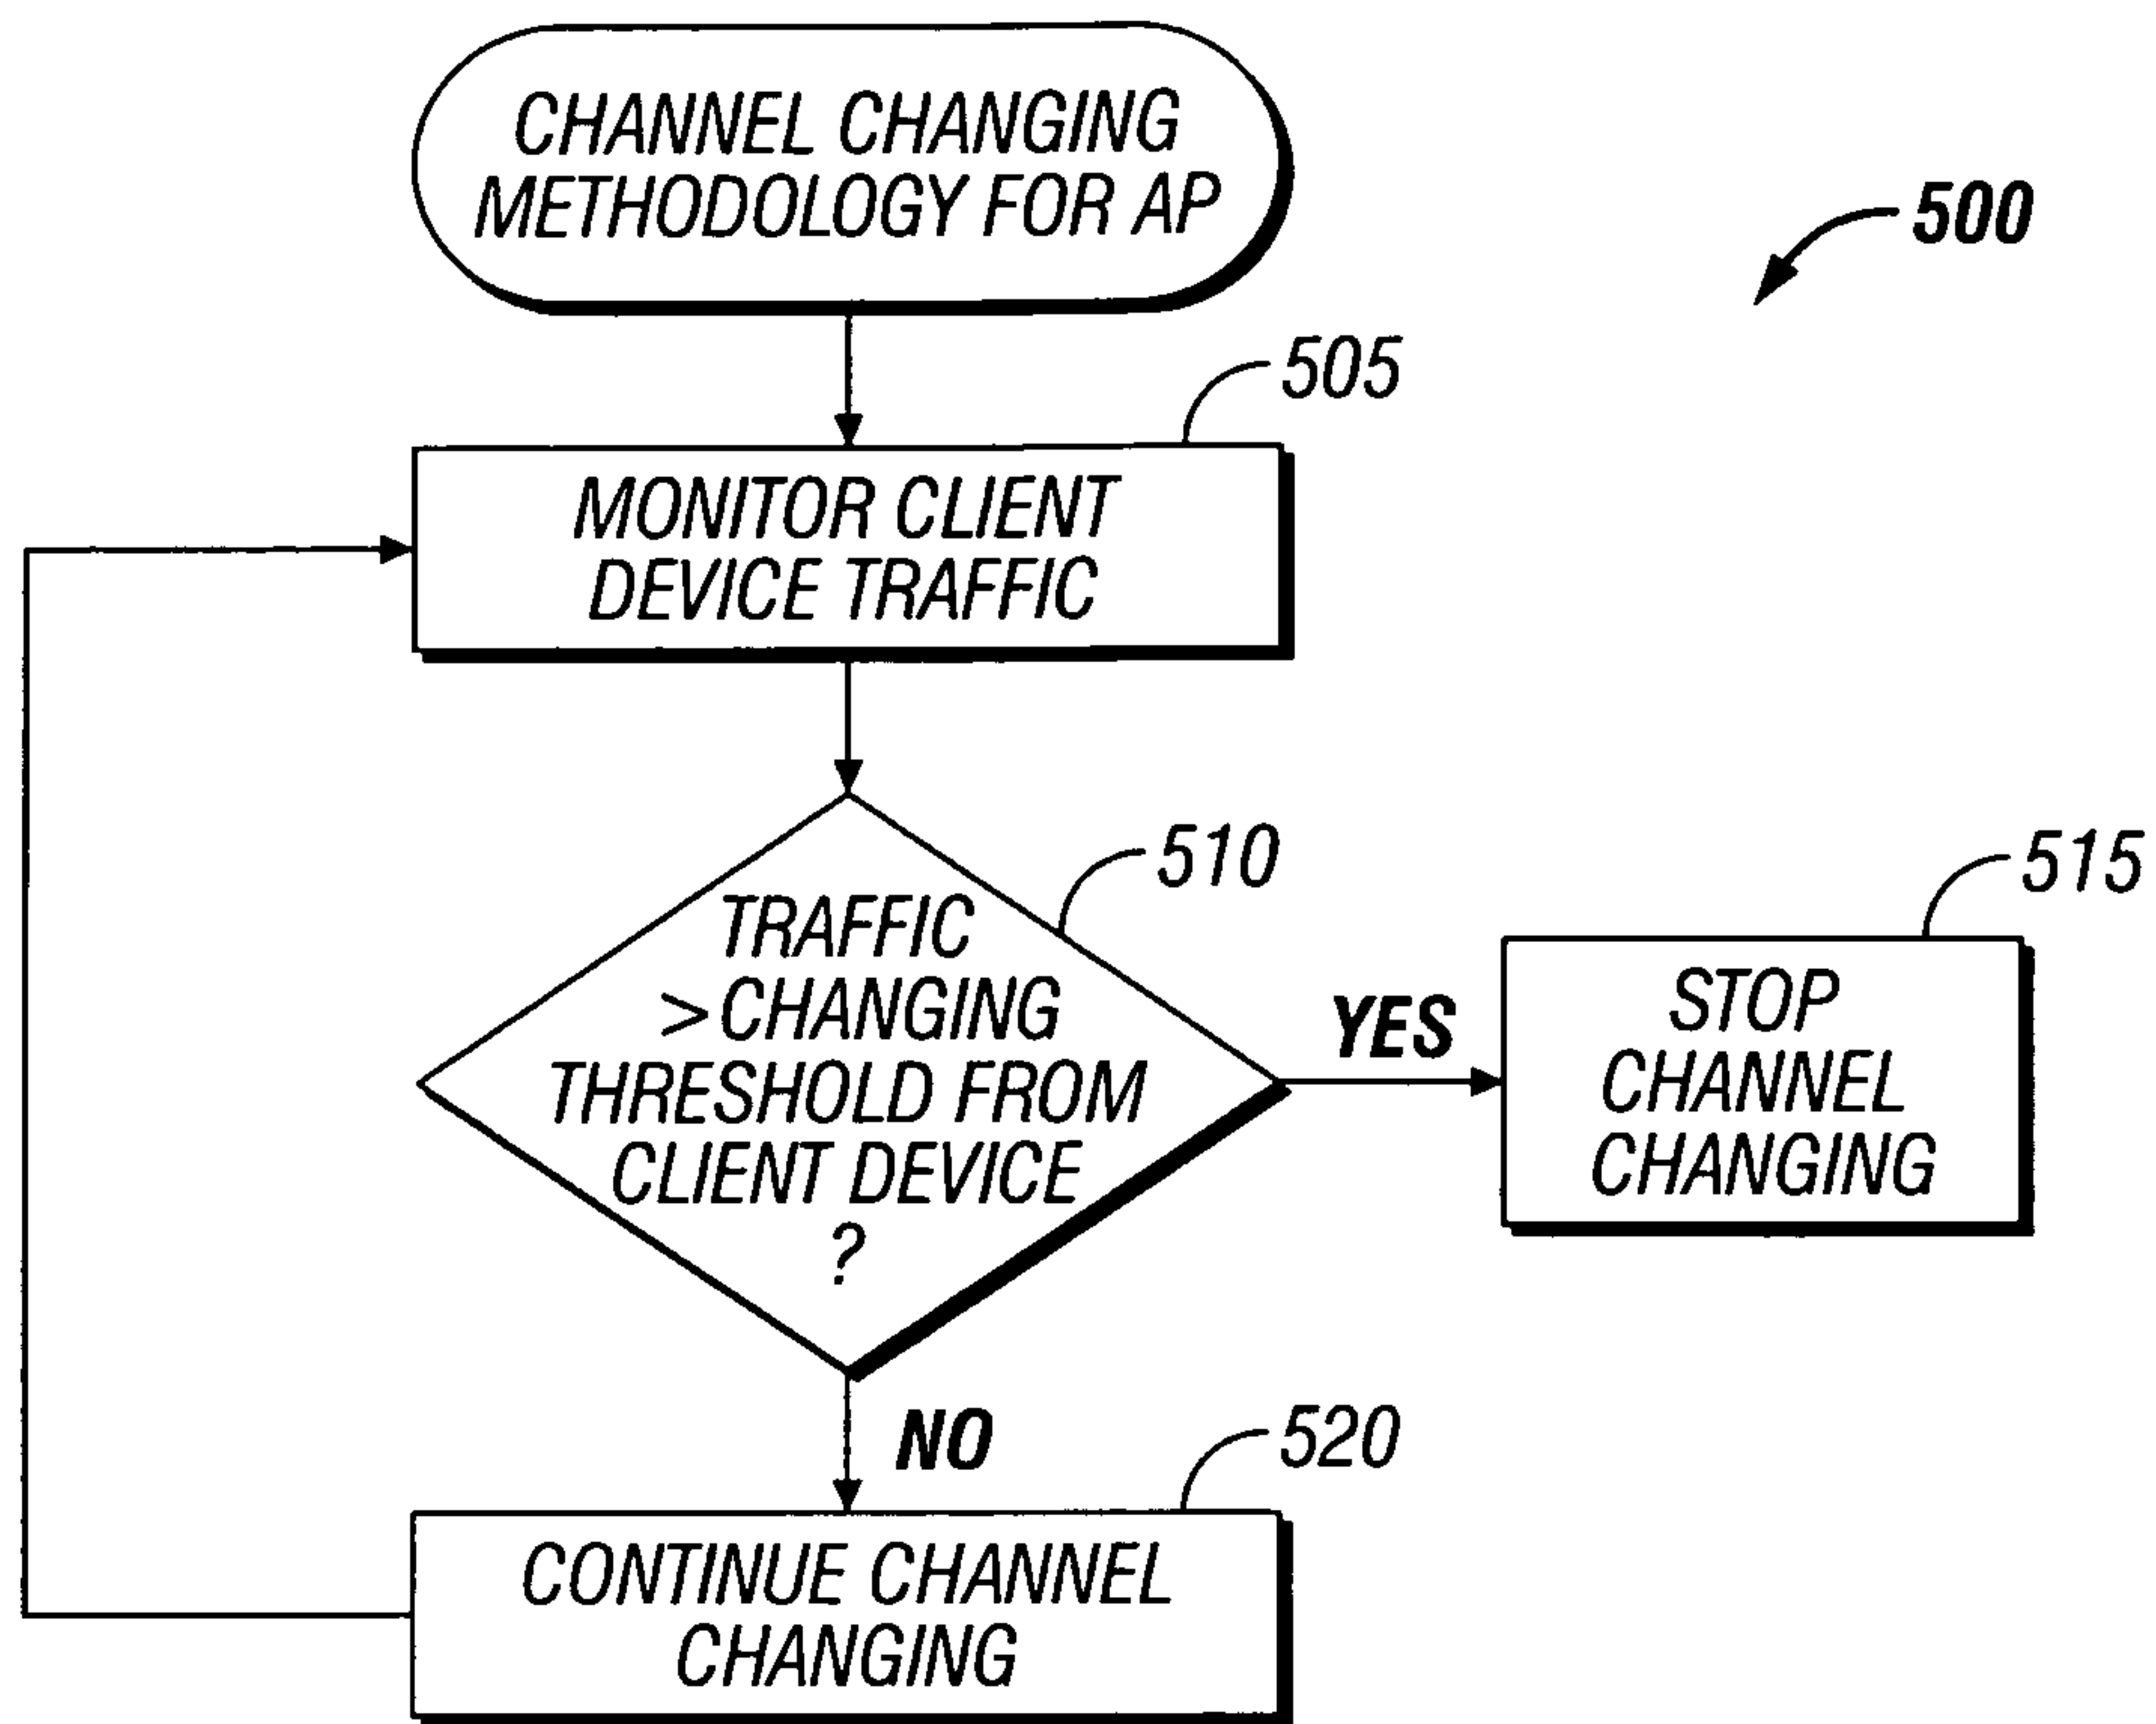 CHANNEL CHANGING
METHODOLOGY FOR AP
500
505
MONITOR CLIENT
DEVICE TRAFFIC
510
TRAFFIC
>CHANGING
THRESHOLD FROM
CLIENT DEVICE
?
YES
515
STOP
CHANNEL
CHANGING
NO
520
CONTINUE CHANNEL
CHANGING